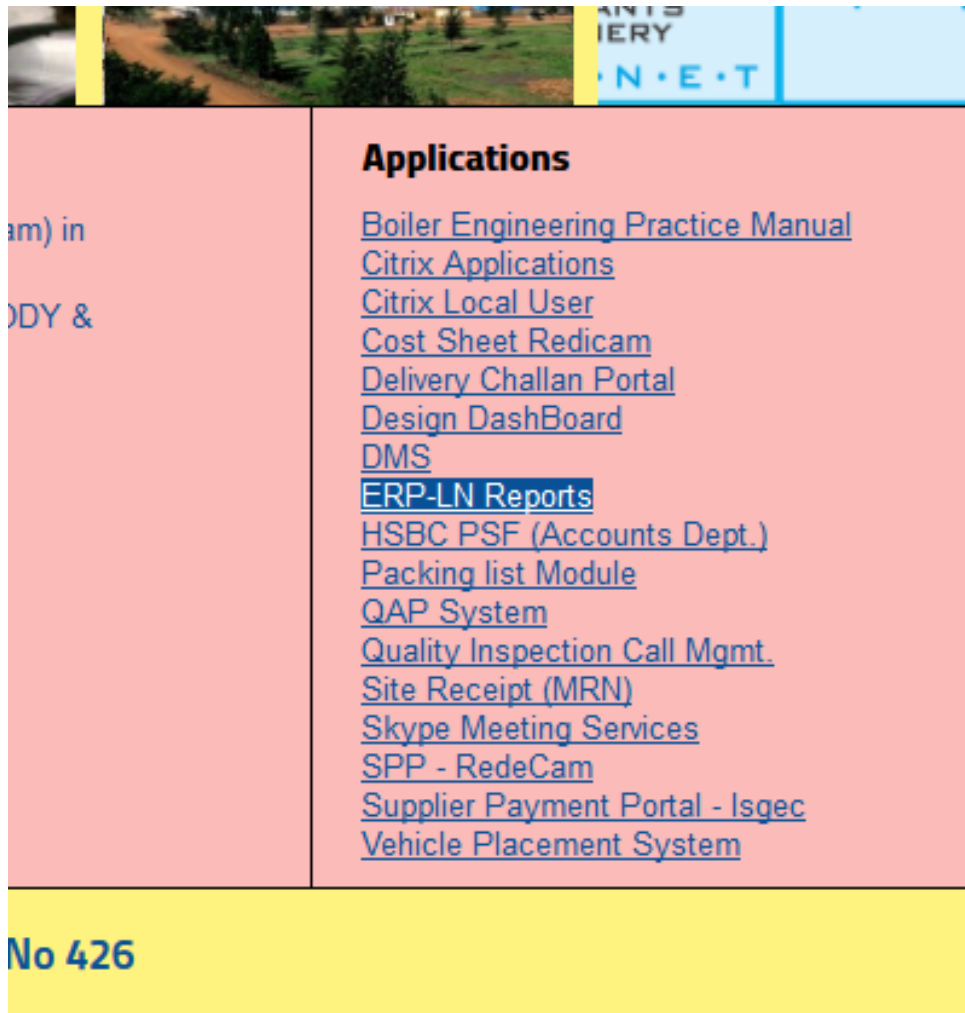 IERY
· N · E · T
Applications
am) in
DDY &
Boiler Engineering Practice Manual
Citrix Applications
Citrix Local User
Cost Sheet Redicam
Delivery Challan Portal
Design DashBoard
DMS
ERP-LN Reports
HSBC PSF (Accounts Dept.)
Packing list Module
QAP System
Quality Inspection Call Mgmt.
Site Receipt (MRN)
Skype Meeting Services
SPP - RedeCam
Supplier Payment Portal - Isgec
Vehicle Placement System
No 426